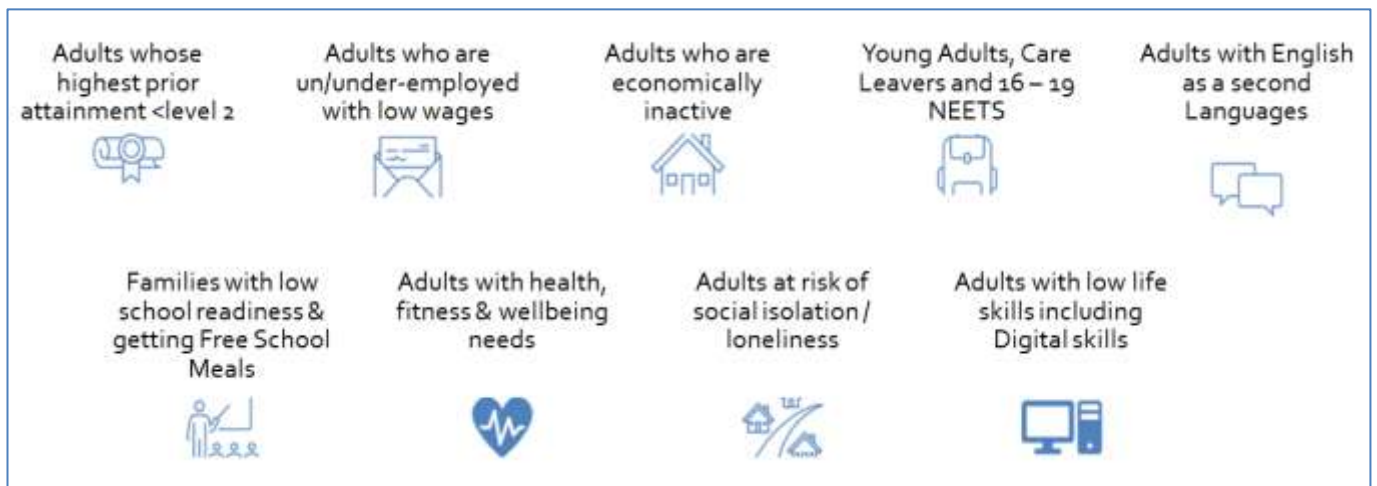 Adults whose
highest prior
attainment <level 2
Adults who are
un/under-employed
with low wages
Adults who are
economically
inactive
Young Adults, Care
Leavers and 16 – 19
NEETS
Adults with English
as a second
Languages
Families with low
school readiness &
getting Free School
Meals
Adults with health,
fitness & wellbeing
needs
Adults at risk of
social isolation /
loneliness
Adults with low life
skills including
Digital skills